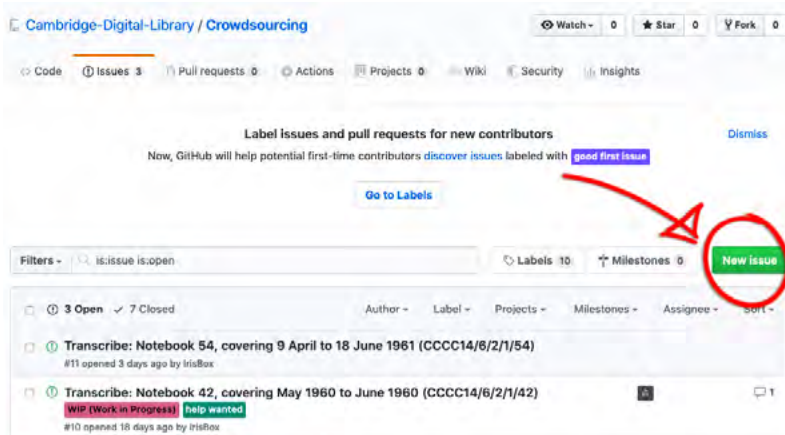 Cambridge-Digital-Library / Crowdsourcing
Watch 0 Star 0 Fork 0
Code Issues 3 Pull requests 0 Actions Projects 0 Wiki Security Insights
Label issues and pull requests for new contributors
Dismiss
Now, GitHub will help potential first-time contributors discover issues labeled with good first issue
Go to Labels
Filters is:issue is:open Labels 10 Milestones 0 New issue
3 Open 7 Closed Author Label Projects Milestones Assignee Sort
Transcribe: Notebook 54, covering 9 April to 18 June 1961 (CCCC14/6/2/1/54)
#11 opened 3 days ago by IrisBox
Transcribe: Notebook 42, covering May 1960 to June 1960 (CCCC14/6/2/1/42) 1
WIP (Work in Progress) help wanted
#10 opened 18 days ago by IrisBox